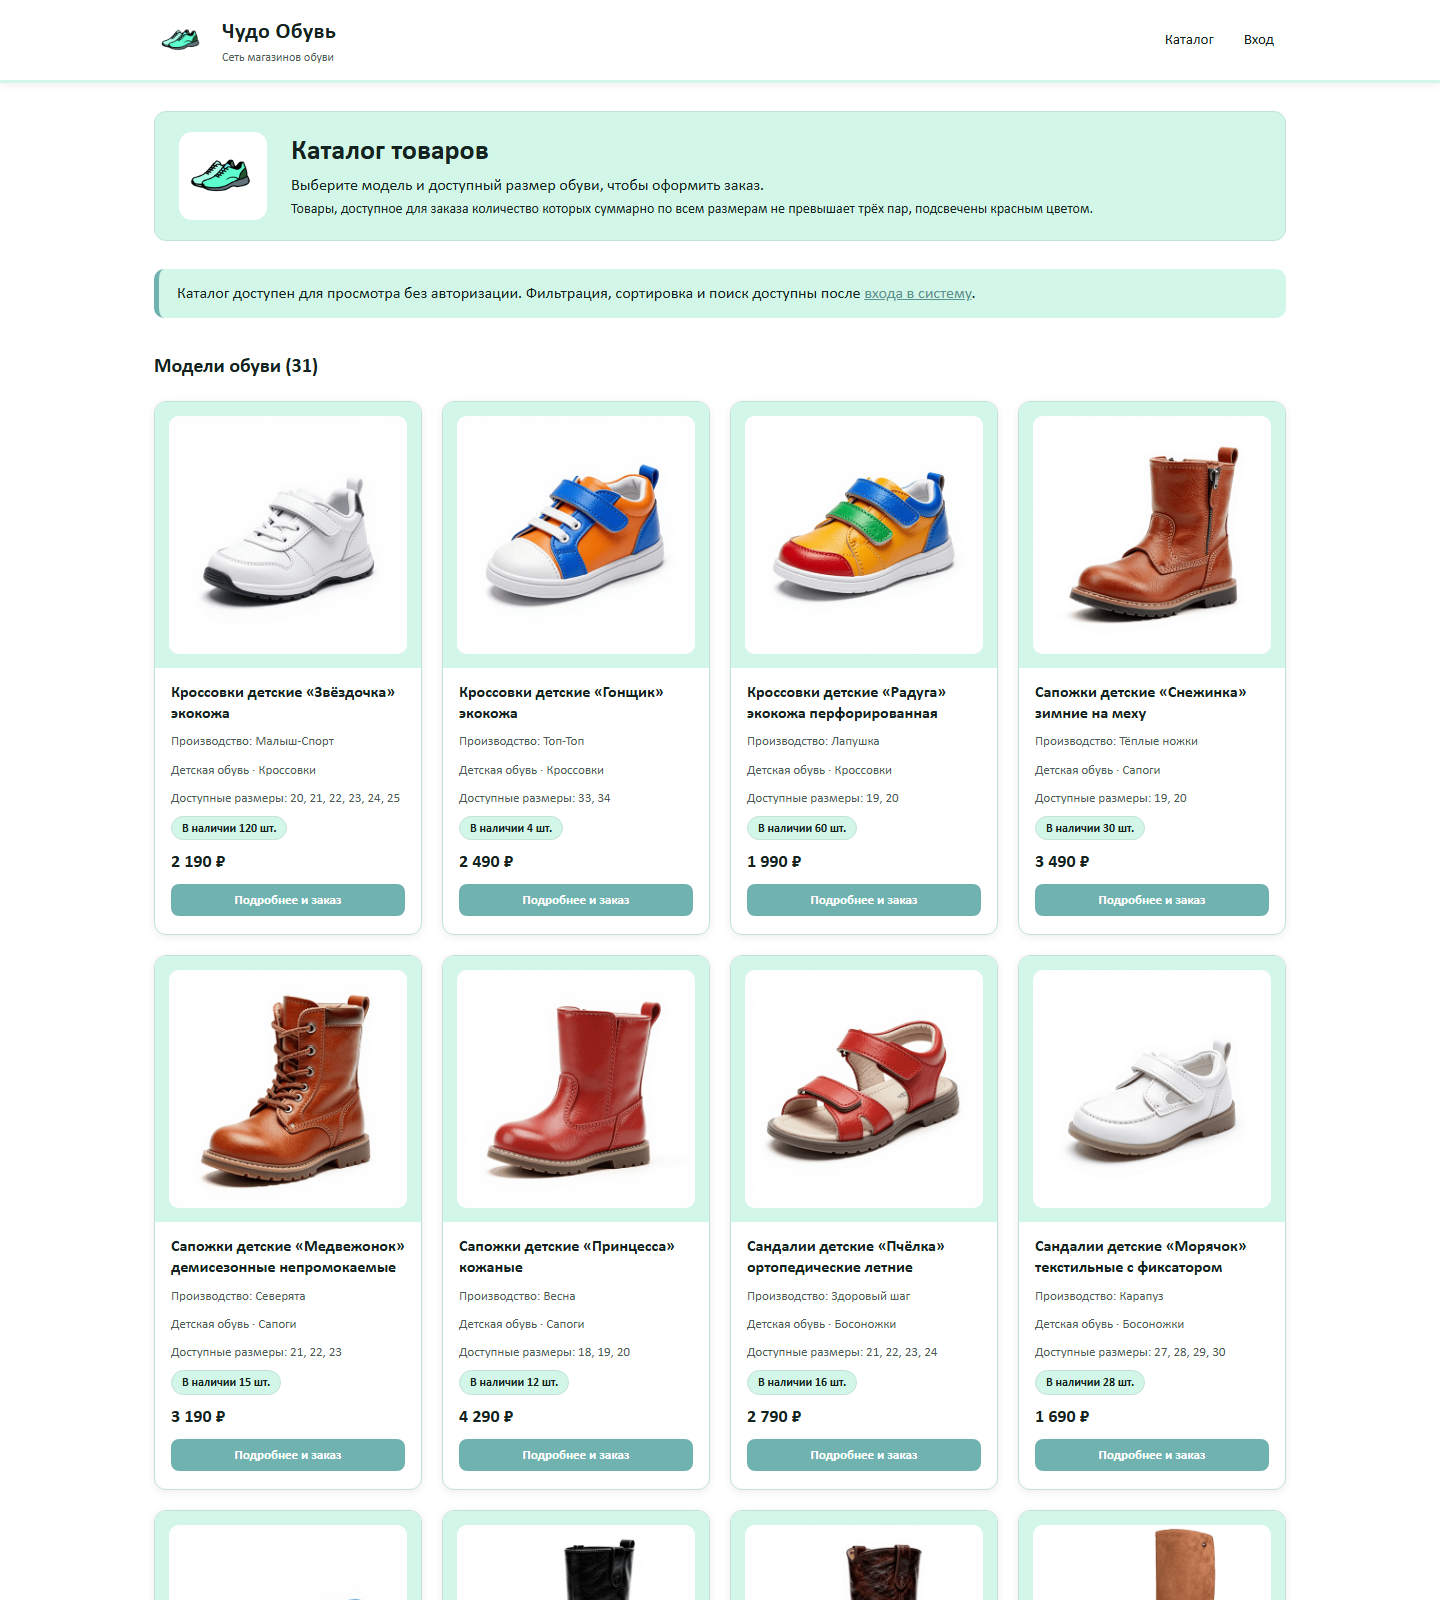 Чудо Обувь
Сеть магазинов обуви
Каталог
Вход
Каталог товаров
Выберите модель и доступный размер обуви, чтобы оформить заказ.
Товары, доступное для заказа количество которых суммарно по всем размерам не превышает трёх пар, подсвечены красным цветом.
Каталог доступен для просмотра без авторизации. Фильтрация, сортировка и поиск доступны после входа в систему.
Модели обуви (31)
Кроссовки детские «Звёздочка»
экокожа
Производство: Малыш-Спорт
Детская обувь · Кроссовки
Доступные размеры: 20, 21, 22, 23, 24, 25
В наличии 120 шт.
2 190 ₽
Подробнее и заказ
Кроссовки детские «Гонщик»
экокожа
Производство: Топ-Топ
Детская обувь · Кроссовки
Доступные размеры: 33, 34
В наличии 4 шт.
2 490 ₽
Подробнее и заказ
Кроссовки детские «Радуга»
экокожа перфорированная
Производство: Лапушка
Детская обувь · Кроссовки
Доступные размеры: 19, 20
В наличии 60 шт.
1 990 ₽
Подробнее и заказ
Сапожки детские «Снежинка»
зимние на меху
Производство: Тёплые ножки
Детская обувь · Сапоги
Доступные размеры: 19, 20
В наличии 30 шт.
3 490 ₽
Подробнее и заказ
Сапожки детские «Медвежонок»
демисезонные непромокаемые
Производство: Северята
Детская обувь · Сапоги
Доступные размеры: 21, 22, 23
В наличии 15 шт.
3 190 ₽
Подробнее и заказ
Сапожки детские «Принцесса»
кожаные
Производство: Весна
Детская обувь · Сапоги
Доступные размеры: 18, 19, 20
В наличии 12 шт.
4 290 ₽
Подробнее и заказ
Сандалии детские «Пчёлка»
ортопедические летние
Производство: Здоровый шаг
Детская обувь · Босоножки
Доступные размеры: 21, 22, 23, 24
В наличии 16 шт.
2 790 ₽
Подробнее и заказ
Сандалии детские «Морячок»
текстильные с фиксатором
Производство: Карапуз
Детская обувь · Босоножки
Доступные размеры: 27, 28, 29, 30
В наличии 28 шт.
1 690 ₽
Подробнее и заказ